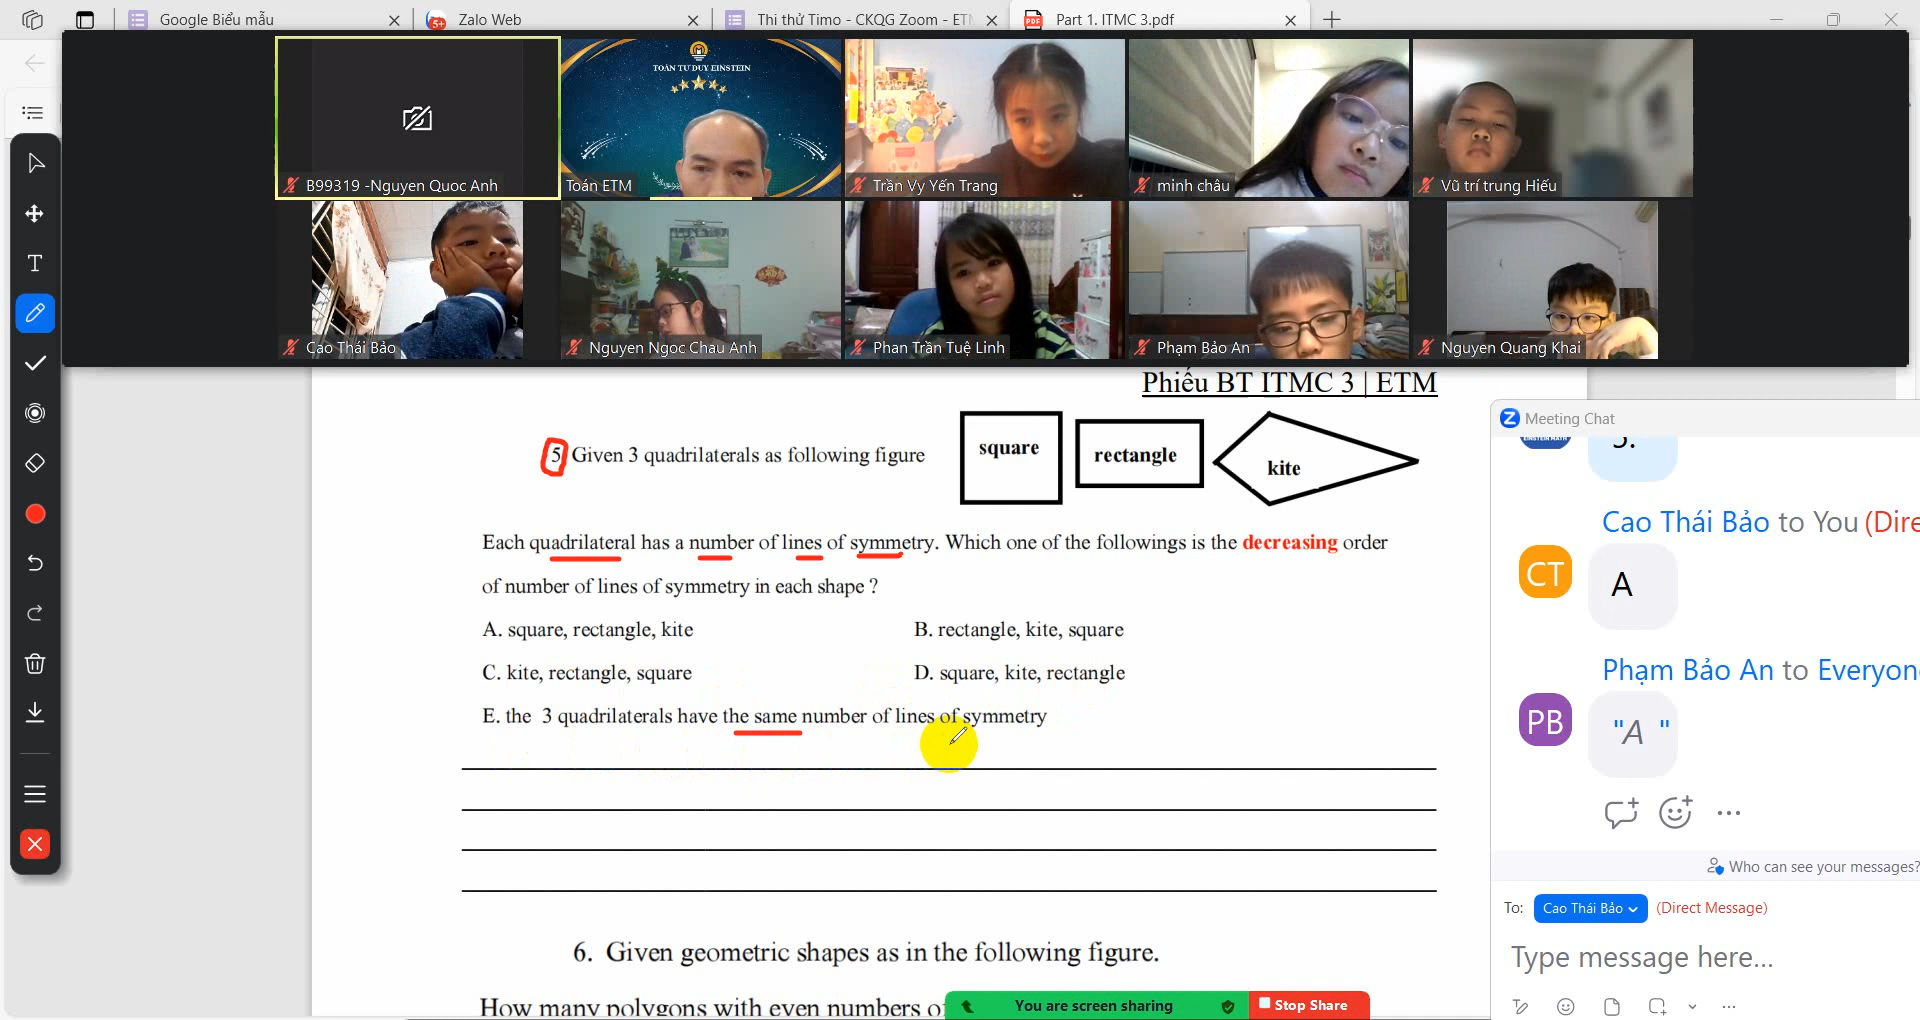 Google Biểu mẫu
Zalo Web
Thi thử Timo - CKQG Zoom - ETM
Part 1. ITMC 3.pdf
5+
PDF
TOÁN TƯ DUY EINSTEIN
B99319 -Nguyen Quoc Anh
Toán ETM
Trần Vy Yến Trang
minh châu
Vũ trí trung Hiếu
Cao Thái Bảo
Nguyen Ngoc Chau Anh
Phan Trần Tuệ Linh
Phạm Bảo An
Nguyen Quang Khai
T
Phiếu BT ITMC 3 | ETM
5 Given 3 quadrilaterals as following figure
square
rectangle
kite
Each quadrilateral has a number of lines of symmetry. Which one of the followings is the decreasing order
of number of lines of symmetry in each shape ?
A. square, rectangle, kite
B. rectangle, kite, square
C. kite, rectangle, square
D. square, kite, rectangle
E. the 3 quadrilaterals have the same number of lines of symmetry
6. Given geometric shapes as in the following figure.
How many polygons with even numbers of
You are screen sharing
Stop Share
Meeting Chat
5.
Cao Thái Bảo to You (Dire
CT
A
Phạm Bảo An to Everyon
PB
"A "
Who can see your messages?
To: Cao Thái Bảo (Direct Message)
Type message here...